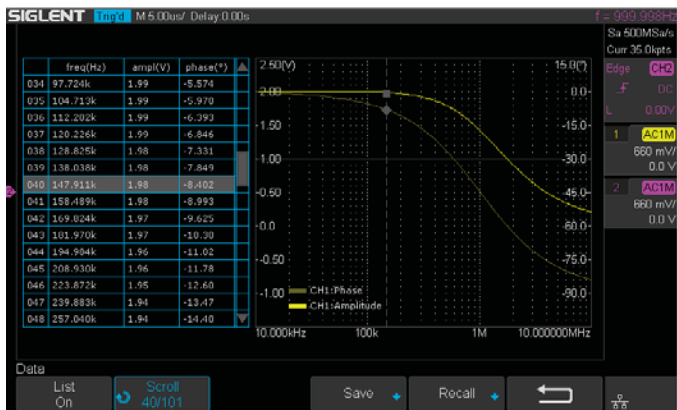 SIGLENT Trig'd M 5.00us/ Delay:0.00s f = 999.998Hz
Sa 500MSa/s
Curr 35.0kpts
Edge CH2
DC
L 0.00V
1 AC1M
660 mV/
0.0 V
2 AC1M
660 mV/
0.0 V
freq(Hz) ampl(V) phase(°)
034 97.724k 1.99 -5.574
035 104.713k 1.99 -5.970
036 112.202k 1.99 -6.393
037 120.226k 1.99 -6.846
038 128.825k 1.98 -7.331
039 138.038k 1.98 -7.849
040 147.911k 1.98 -8.402
041 158.489k 1.98 -8.993
042 169.824k 1.97 -9.625
043 181.970k 1.97 -10.30
044 194.984k 1.96 -11.02
045 208.930k 1.96 -11.78
046 223.872k 1.95 -12.60
047 239.883k 1.94 -13.47
048 257.040k 1.94 -14.40
2.50(V) 15.0(°)
2.00 0.0
-1.50 -15.0
-1.00 -30.0
-0.50 -45.0
-0.0 -60.0
-0.50 -75.0
-1.00 -90.0
CH1:Phase
CH1:Amplitude
10.000kHz 100k 1M 10.000000MHz
Data
List
On
Scroll
40/101
Save
Recall
2